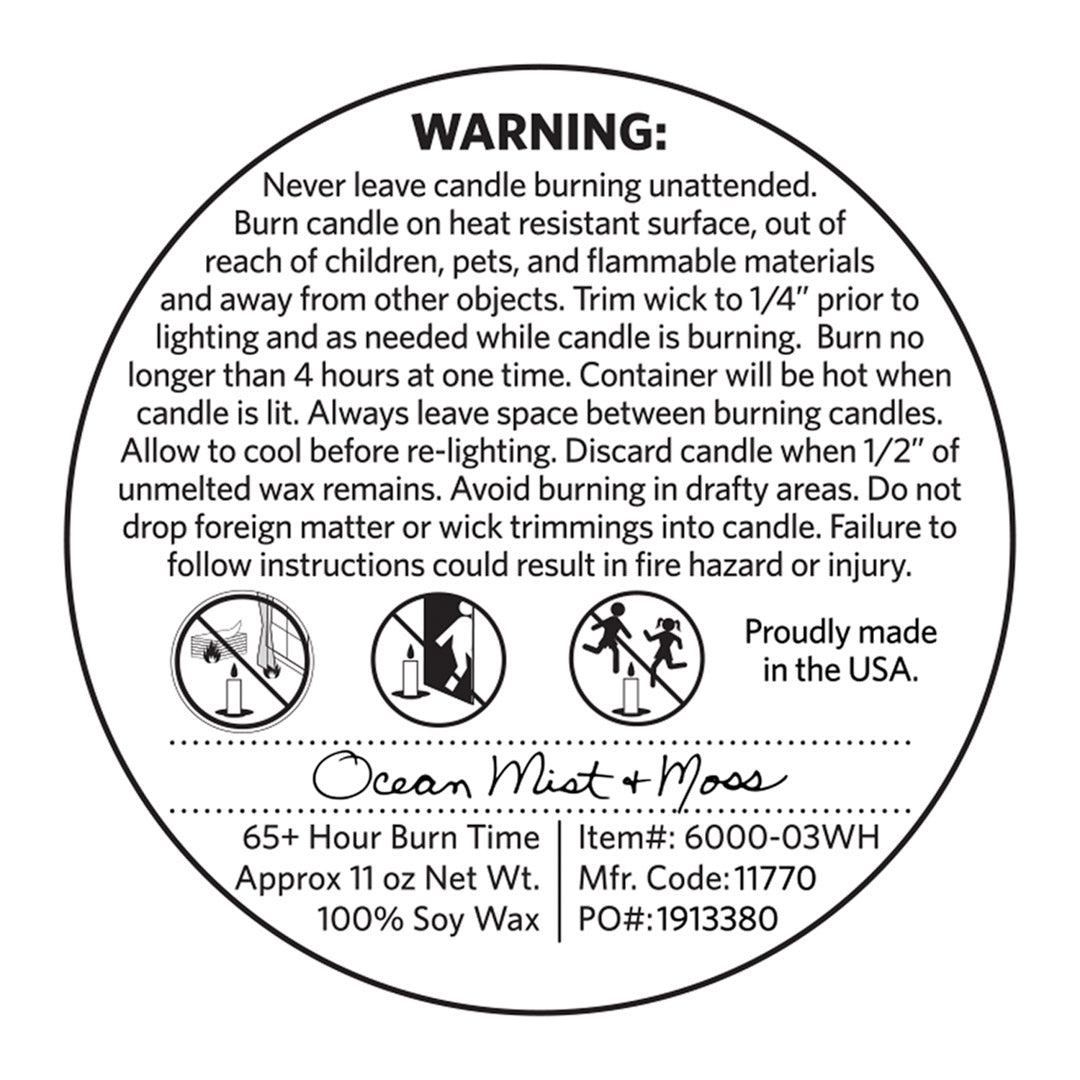 WARNING:
Never leave candle burning unattended.
Burn candle on heat resistant surface, out of
reach of children, pets, and flammable materials
and away from other objects. Trim wick to 1/4” prior to
lighting and as needed while candle is burning.  Burn no
longer than 4 hours at one time. Container will be hot when
candle is lit. Always leave space between burning candles.
Allow to cool before re-lighting. Discard candle when 1/2” of
unmelted wax remains. Avoid burning in drafty areas. Do not
drop foreign matter or wick trimmings into candle. Failure to
follow instructions could result in fire hazard or injury.
Proudly made
in the USA.
Ocean Mist + Moss
65+ Hour Burn Time
Approx 11 oz Net Wt.
100% Soy Wax
Item#: 6000-03WH
Mfr. Code: 11770
PO#: 1913380